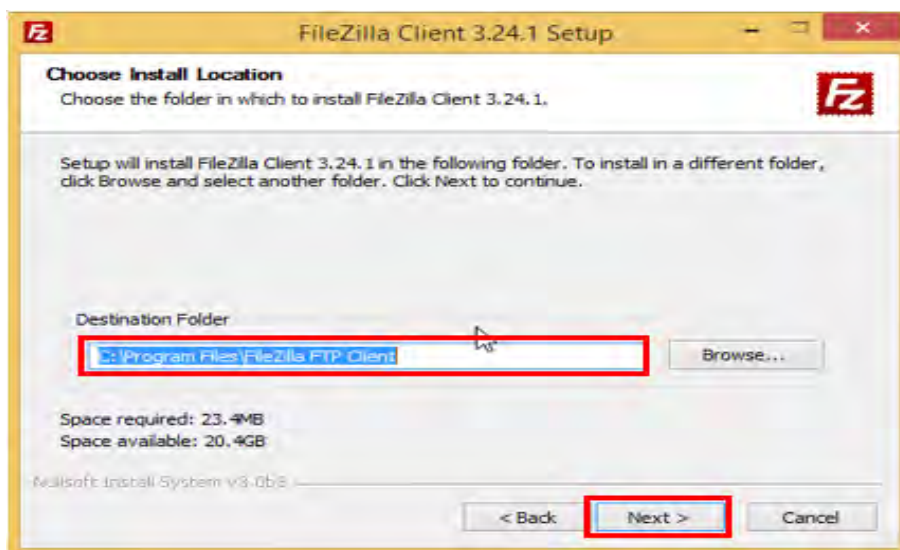 FileZilla Client 3.24.1 Setup
Choose Install Location
Choose the folder in which to install FileZilla Client 3.24.1.
Fz
Setup will install FileZilla Client 3.24.1 in the following folder. To install in a different folder,
click Browse and select another folder. Click Next to continue.
Destination Folder
C:\Program Files\FileZilla FTP Client
Browse...
Space required: 23.4MB
Space available: 20.4GB
Nullsoft Install System v3.0b3
< Back Next > Cancel